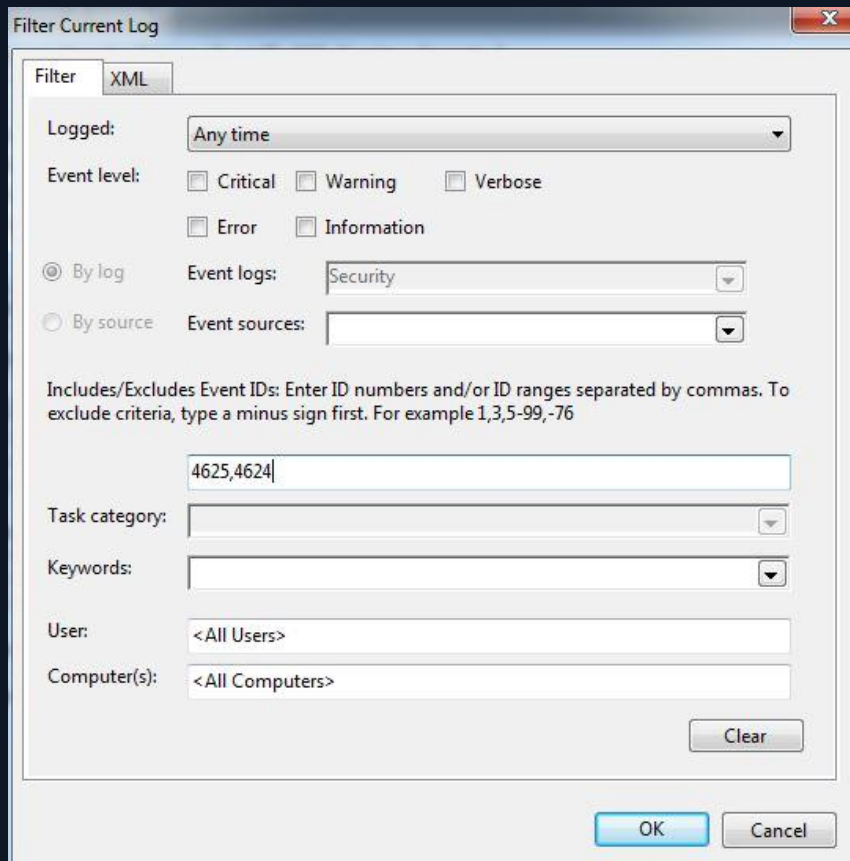 Filter Current Log
Filter XML
Logged: Any time
Event level: Critical Warning Verbose
Error Information
By log Event logs: Security
By source Event sources:
Includes/Excludes Event IDs: Enter ID numbers and/or ID ranges separated by commas. To
exclude criteria, type a minus sign first. For example 1,3,5-99,-76
4625,4624
Task category:
Keywords:
User: <All Users>
Computer(s): <All Computers>
Clear
OK Cancel